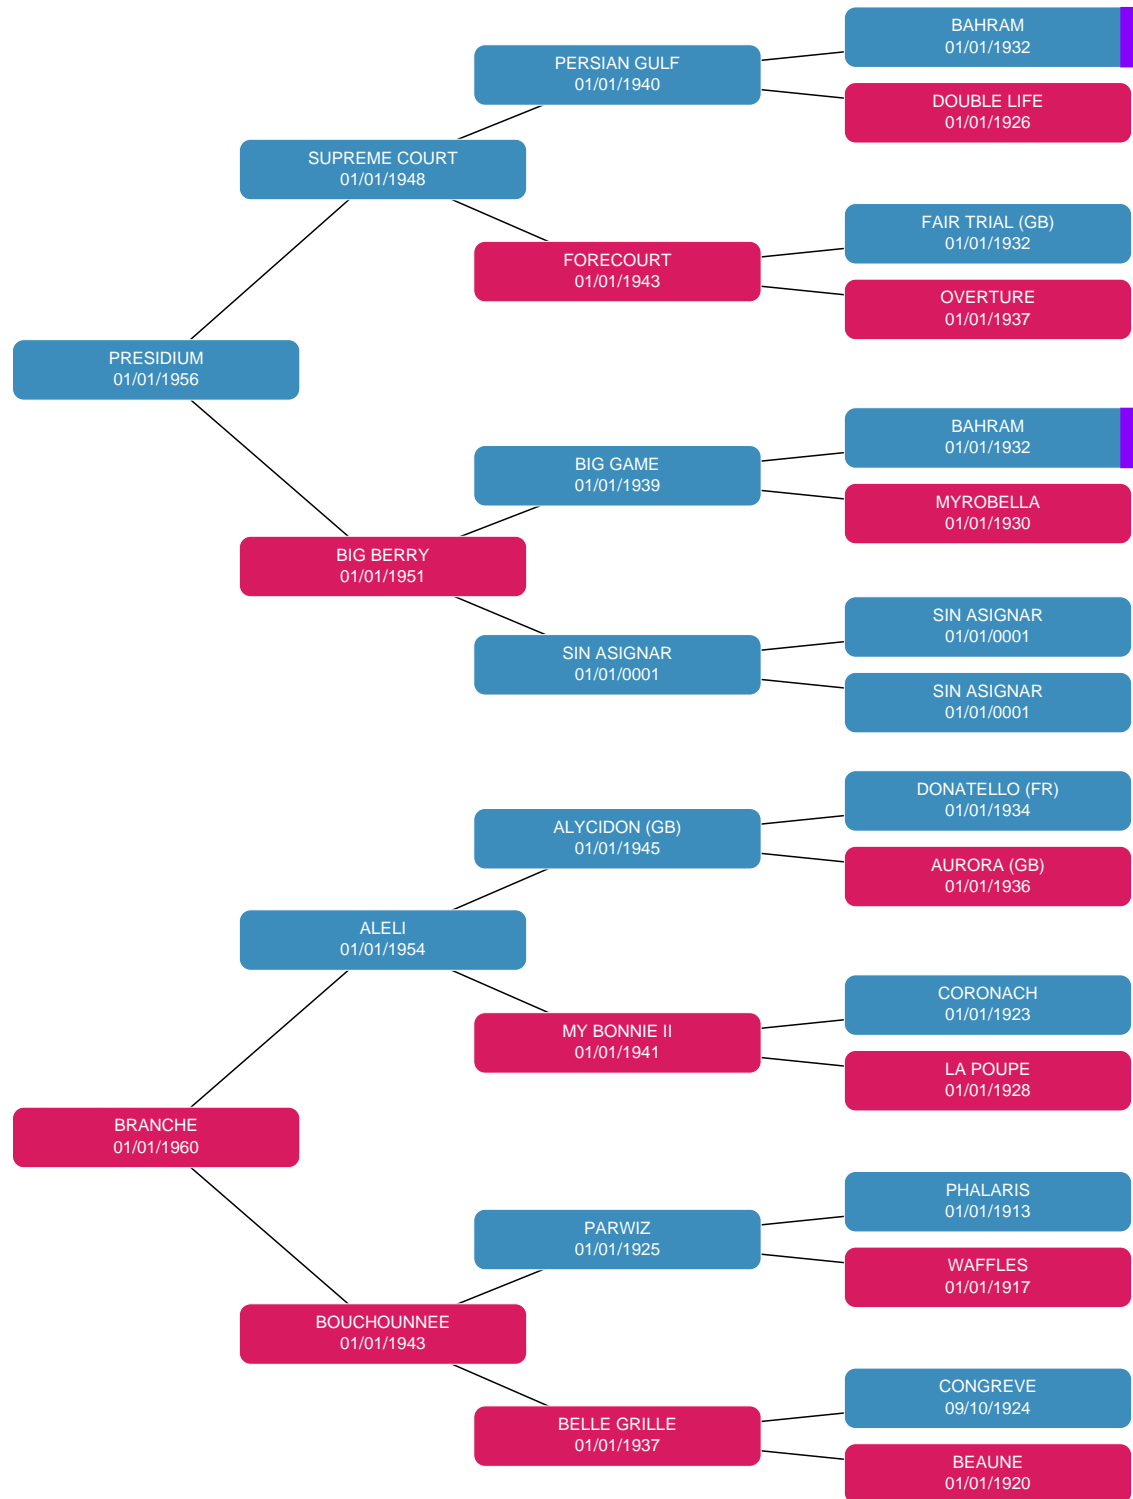 BAHRAM
01/01/1932
PERSIAN GULF
01/01/1940
DOUBLE LIFE
01/01/1926
SUPREME COURT
01/01/1948
FAIR TRIAL (GB)
01/01/1932
FORECOURT
01/01/1943
OVERTURE
01/01/1937
PRESIDIUM
01/01/1956
BAHRAM
01/01/1932
BIG GAME
01/01/1939
MYROBELLA
01/01/1930
BIG BERRY
01/01/1951
SIN ASIGNAR
01/01/0001
SIN ASIGNAR
01/01/0001
SIN ASIGNAR
01/01/0001
DONATELLO (FR)
01/01/1934
ALYCIDON (GB)
01/01/1945
AURORA (GB)
01/01/1936
ALELI
01/01/1954
CORONACH
01/01/1923
MY BONNIE II
01/01/1941
LA POUPE
01/01/1928
BRANCHE
01/01/1960
PHALARIS
01/01/1913
PARWIZ
01/01/1925
WAFFLES
01/01/1917
BOUCHOUNNEE
01/01/1943
CONGREVE
09/10/1924
BELLE GRILLE
01/01/1937
BEAUNE
01/01/1920